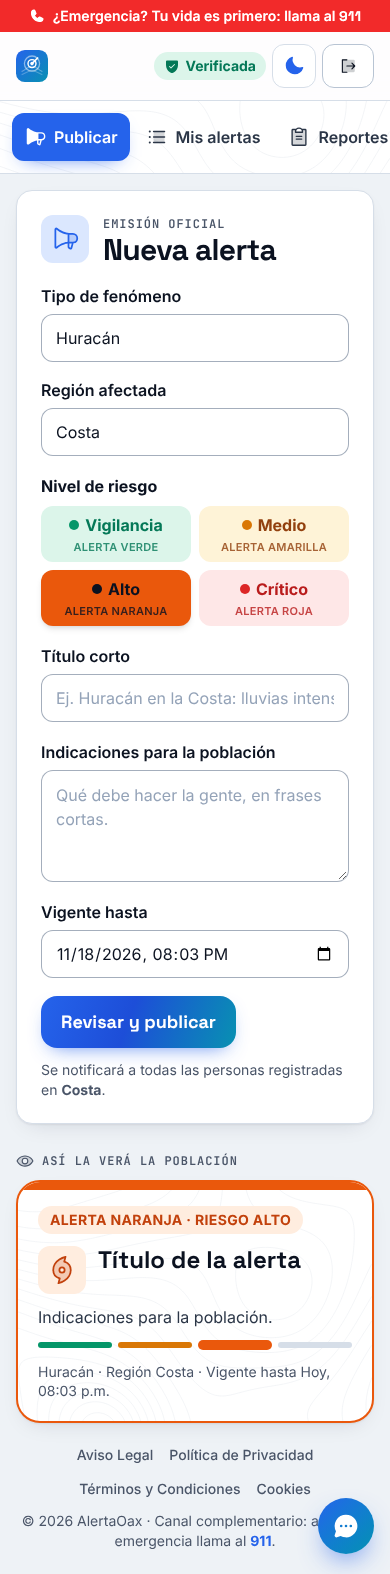 ¿Emergencia? Tu vida es primero: llama al 911
Verificada
Publicar
Mis alertas
Reportes
EMISIÓN OFICIAL
Nueva alerta
Tipo de fenómeno
Huracán
Región afectada
Costa
Nivel de riesgo
Vigilancia
ALERTA VERDE
Medio
ALERTA AMARILLA
Alto
ALERTA NARANJA
Crítico
ALERTA ROJA
Título corto
Ej. Huracán en la Costa: lluvias intens
Indicaciones para la población
Qué debe hacer la gente, en frases
cortas.
Vigente hasta
11/18/2026, 08:03 PM
Revisar y publicar
Se notificará a todas las personas registradas
en Costa.
ASÍ LA VERÁ LA POBLACIÓN
ALERTA NARANJA · RIESGO ALTO
Título de la alerta
Indicaciones para la población.
Huracán · Región Costa · Vigente hasta Hoy,
08:03 p.m.
Aviso Legal
Política de Privacidad
Términos y Condiciones
Cookies
© 2026 AlertaOax · Canal complementario:
emergencia llama al 911.